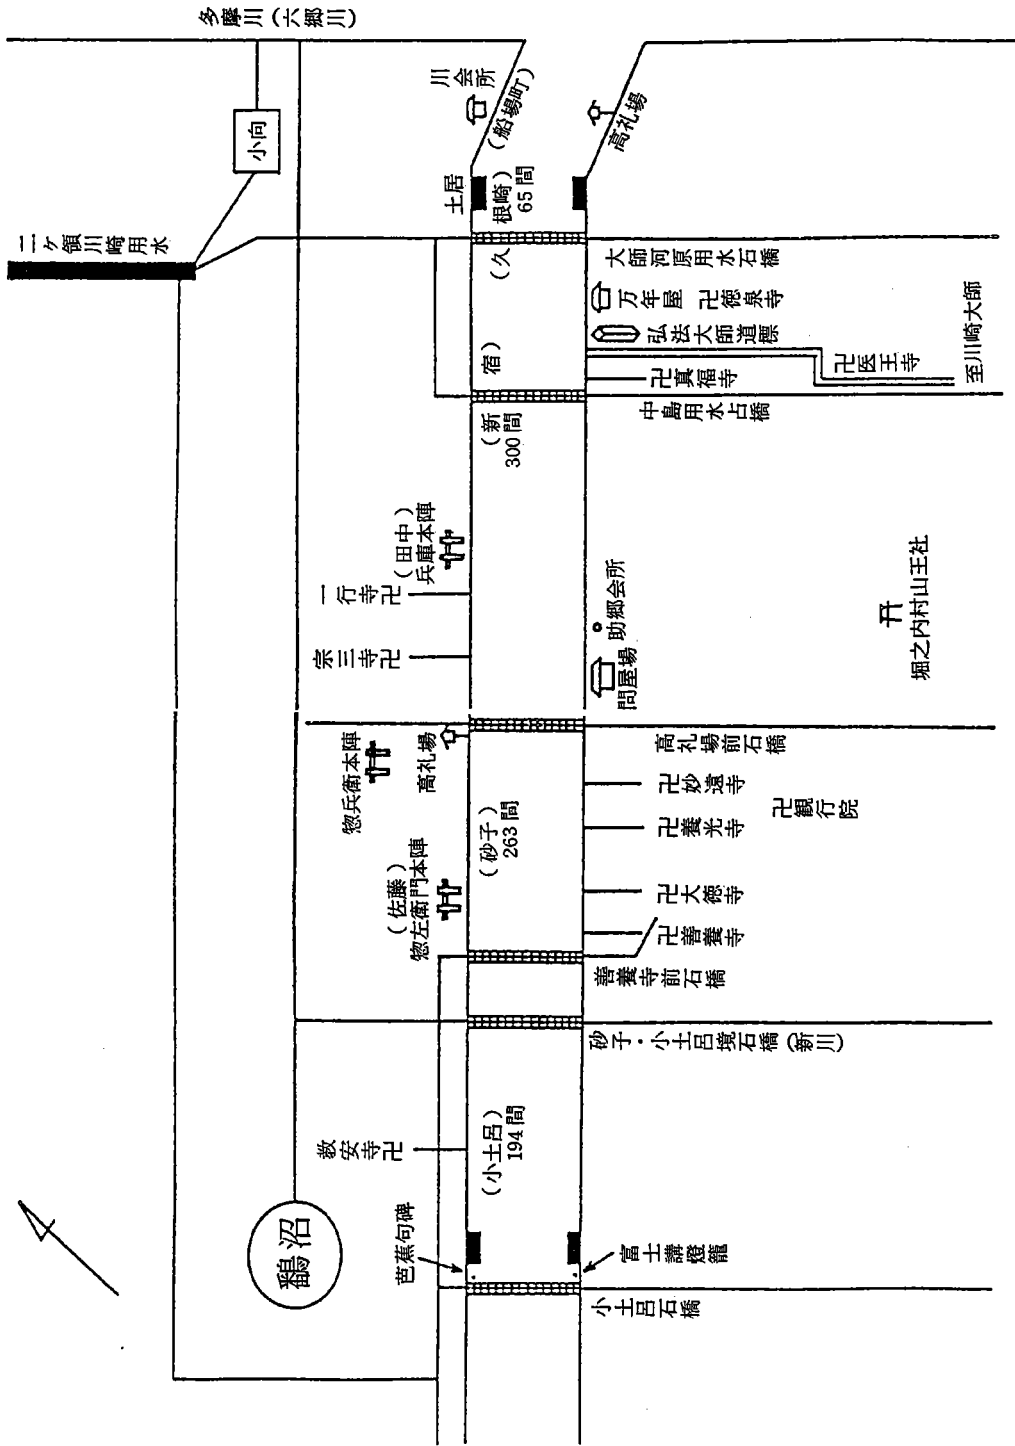 多摩川(六郷川)
小向
二ヶ領川崎用水
川会所
(船場町)
高札場
土居
(久
根崎)
65間
大師河原用水石橋
万年屋
卍徳泉寺
弘法大師道標
卍医王寺
卍真福寺
至川崎大師
中島用水占橋
(新
宿)
300間
(田中)
兵庫本陣
一行寺卍
宗三寺卍
助郷会所
問屋場
堀之内村山王社
高札場前石橋
惣兵衛本陣
高札場
(砂子)
263間
卍妙遠寺
卍養光寺
卍観行院
卍大徳寺
卍善養寺
(佐藤)
惣左衛門本陣
善養寺前石橋
砂子・小土呂境石橋(新川)
教安寺卍
(小土呂)
194間
芭蕉句碑
富士講燈籠
小土呂石橋
鷭沼